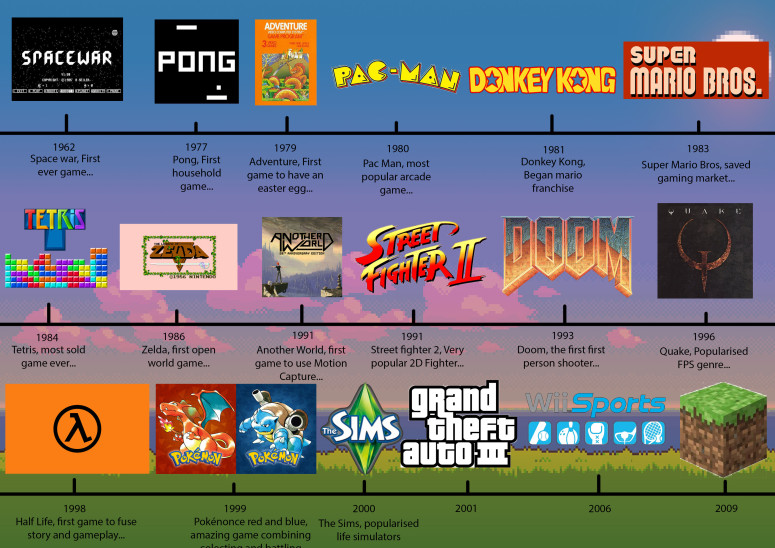 SPACEWAR
PONG
ADVENTURE
GAME PROGRAM
PAC-MAN
DONKEY KONG
SUPER
MARIO BROS.
1962
Space war, First
ever game...
1977
Pong, First
household
game...
1979
Adventure, First
game to have an
easter egg...
1980
Pac Man, most
popular arcade
game...
1981
Donkey Kong,
Began mario
franchise
1983
Super Mario Bros, saved
gaming market...
TETRIS
ZELDA
©1986 NINTENDO
ANOTHER
WORLD
STREET
FIGHTER II
DOOM
QUAKE
1984
Tetris, most sold
game ever...
1986
Zelda, first open
world game...
1991
Another World, first
game to use Motion
Capture...
1991
Street fighter 2, Very
popular 2D Fighter...
1993
Doom, the first first
person shooter...
1996
Quake, Popularised
FPS genre...
λ
POKéMON
POKéMON
The SIMS
grand
theft
auto III
Wii Sports
1998
Half Life, first game to fuse
story and gameplay...
1999
Pokénonce red and blue,
amazing game combining
selecting and battling
2000
The Sims, popularised
life simulators
2001
2006
2009